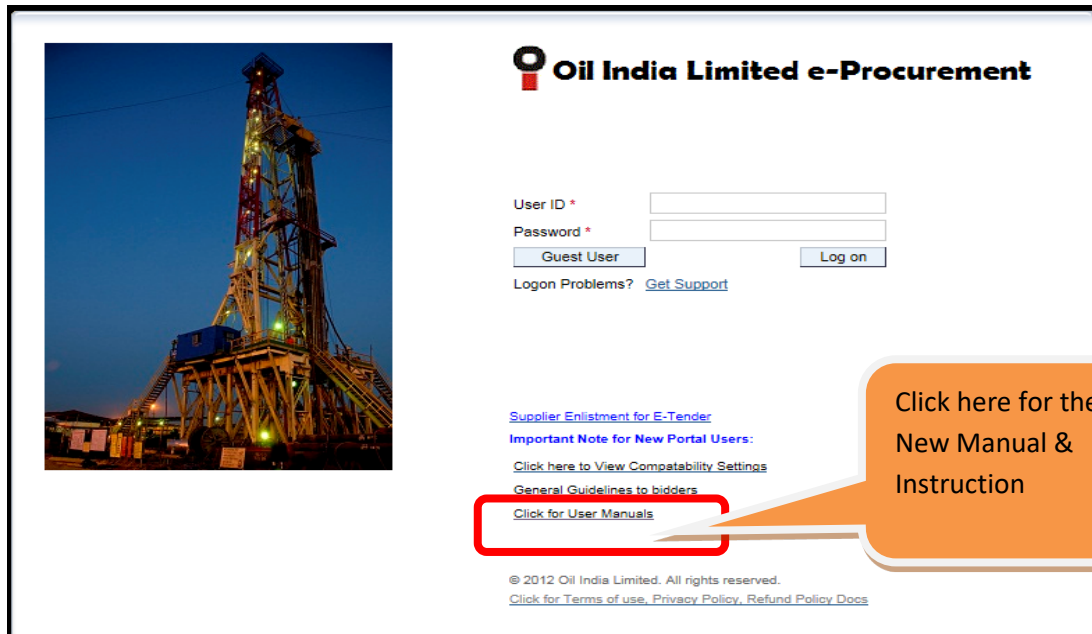 Oil India Limited e-Procurement
User ID *
Password *
Guest User Log on
Logon Problems? Get Support
Supplier Enlistment for E-Tender
Important Note for New Portal Users:
Click here to View Compatability Settings
General Guidelines to bidders
Click for User Manuals
Click here for the
New Manual &
Instruction
© 2012 Oil India Limited. All rights reserved.
Click for Terms of use, Privacy Policy, Refund Policy Docs